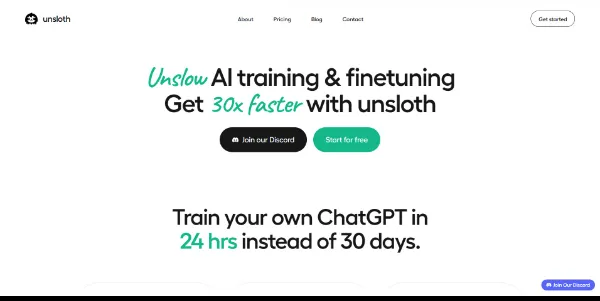 unsloth
About
Pricing
Blog
Contact
Get started
Unslow AI training & finetuning
Get 30x faster with unsloth
Join our Discord
Start for free
Train your own ChatGPT in
24 hrs instead of 30 days.
Join Our Discord